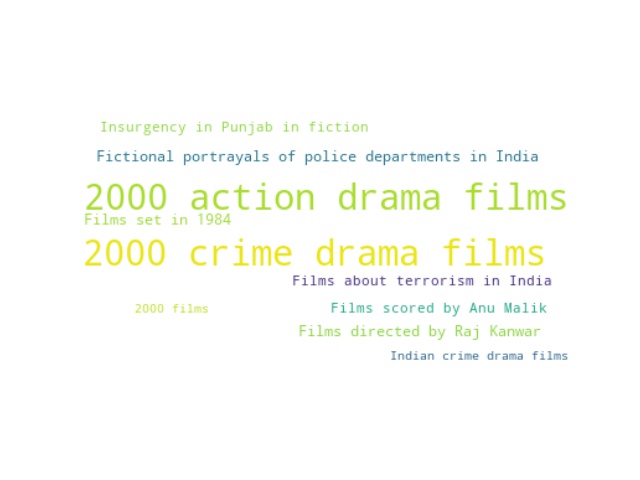 Insurgency in Punjab in fiction
Fictional portrayals of police departments in India
2000 action drama films
Films set in 1984
2000 crime drama films
Films about terrorism in India
2000 films
Films scored by Anu Malik
Films directed by Raj Kanwar
Indian crime drama films